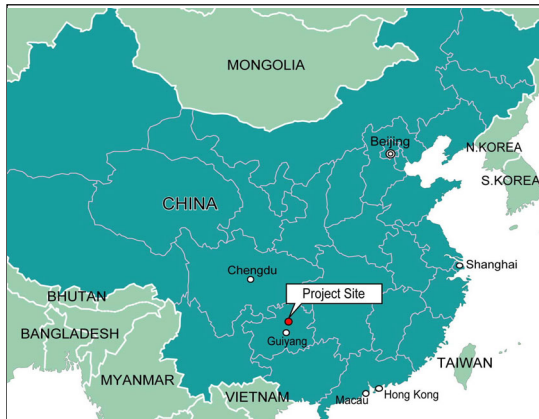 MONGOLIA
Beijing
N.KOREA
S.KOREA
CHINA
Chengdu
Shanghai
Project Site
BHUTAN
Guiyang
BANGLADESH
TAIWAN
MYANMAR
VIETNAM
Macau
Hong Kong